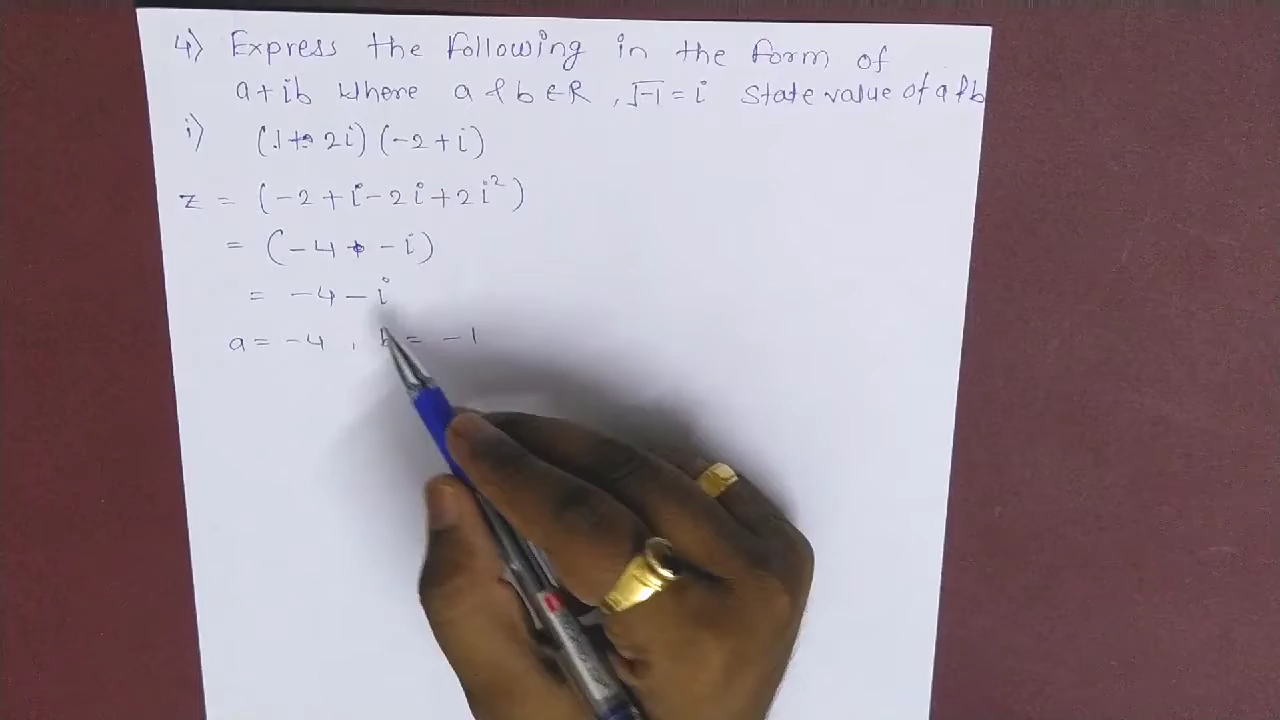 4) Express the following in the form of
a+ib where a & b ∈ R, √-1 = i State value of a & b
i) (1+2i)(-2+i)
z = (-2+i-2i+2i²)
= (-4 + -i)
= -4-i
a = -4, b = -1